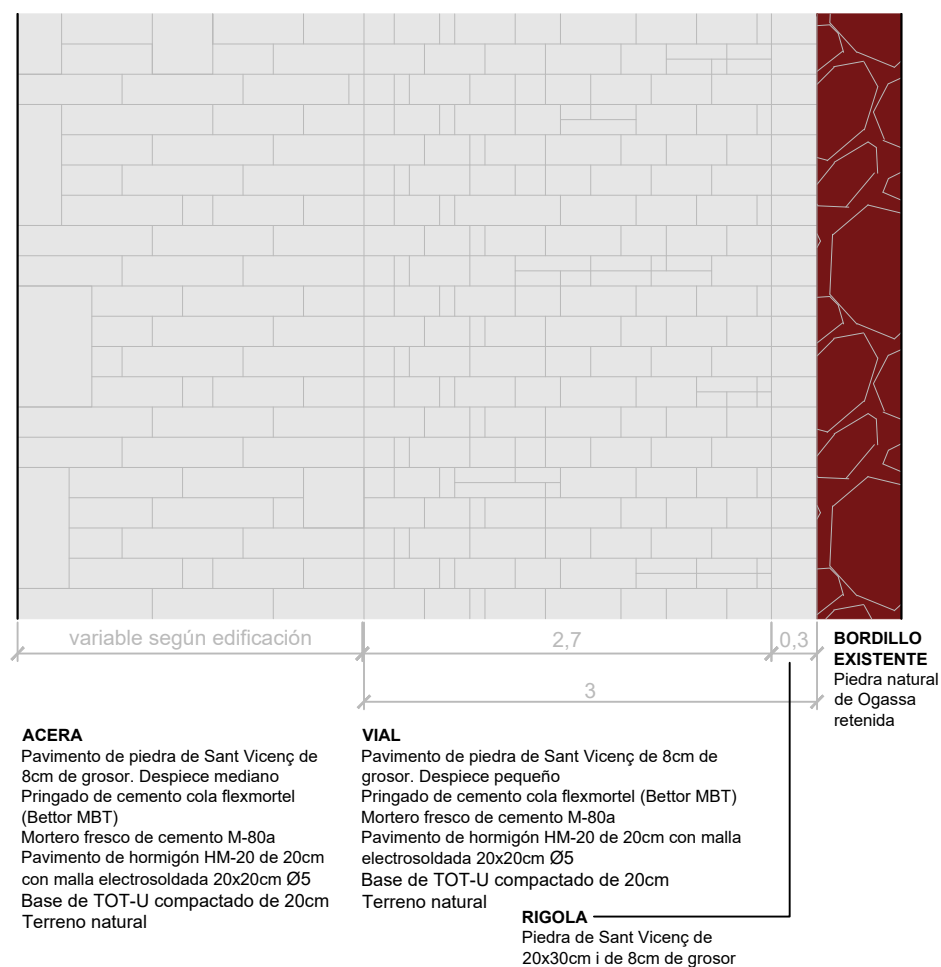 variable según edificación
2,7
0,3
3
BORDILLO
EXISTENTE
Piedra natural
de Ogassa
retenida
ACERA
Pavimento de piedra de Sant Vicenç de
8cm de grosor. Despiece mediano
Pringado de cemento cola flexmortel
(Bettor MBT)
Mortero fresco de cemento M-80a
Pavimento de hormigón HM-20 de 20cm
con malla electrosoldada 20x20cm Ø5
Base de TOT-U compactado de 20cm
Terreno natural
VIAL
Pavimento de piedra de Sant Vicenç de 8cm de
grosor. Despiece pequeño
Pringado de cemento cola flexmortel (Bettor MBT)
Mortero fresco de cemento M-80a
Pavimento de hormigón HM-20 de 20cm con malla
electrosoldada 20x20cm Ø5
Base de TOT-U compactado de 20cm
Terreno natural
RIGOLA
Piedra de Sant Vicenç de
20x30cm i de 8cm de grosor